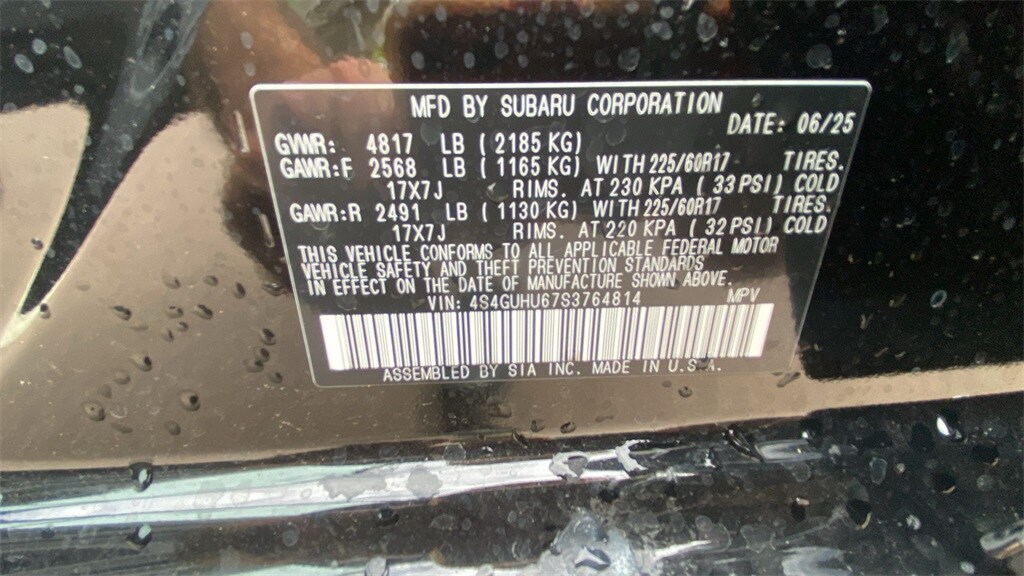 MFD BY SUBARU CORPORATION
DATE: 06/25
GVWR: 4817 LB ( 2185 KG)
GAWR:F 2568 LB ( 1165 KG) WITH 225/60R17 TIRES.
17X7J RIMS. AT 230 KPA ( 33 PSI) COLD
GAWR:R 2491 LB ( 1130 KG) WITH 225/60R17 TIRES.
17X7J RIMS. AT 220 KPA ( 32 PSI) COLD
THIS VEHICLE CONFORMS TO ALL APPLICABLE FEDERAL MOTOR
VEHICLE SAFETY AND THEFT PREVENTION STANDARDS
IN EFFECT ON THE DATE OF MANUFACTURE SHOWN ABOVE.
VIN: 4S4GUHU67S3764814 MPV
ASSEMBLED BY SIA INC. MADE IN U.S.A.